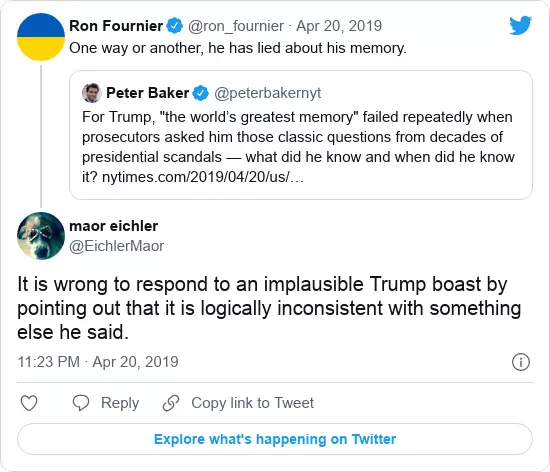 Ron Fournier @ron_fournier · Apr 20, 2019
One way or another, he has lied about his memory.
Peter Baker @peterbakernyt
For Trump, "the world's greatest memory" failed repeatedly when
prosecutors asked him those classic questions from decades of
presidential scandals — what did he know and when did he know
it? nytimes.com/2019/04/20/us/…
maor eichler
@EichlerMaor
It is wrong to respond to an implausible Trump boast by
pointing out that it is logically inconsistent with something
else he said.
11:23 PM · Apr 20, 2019
Reply Copy link to Tweet
Explore what's happening on Twitter